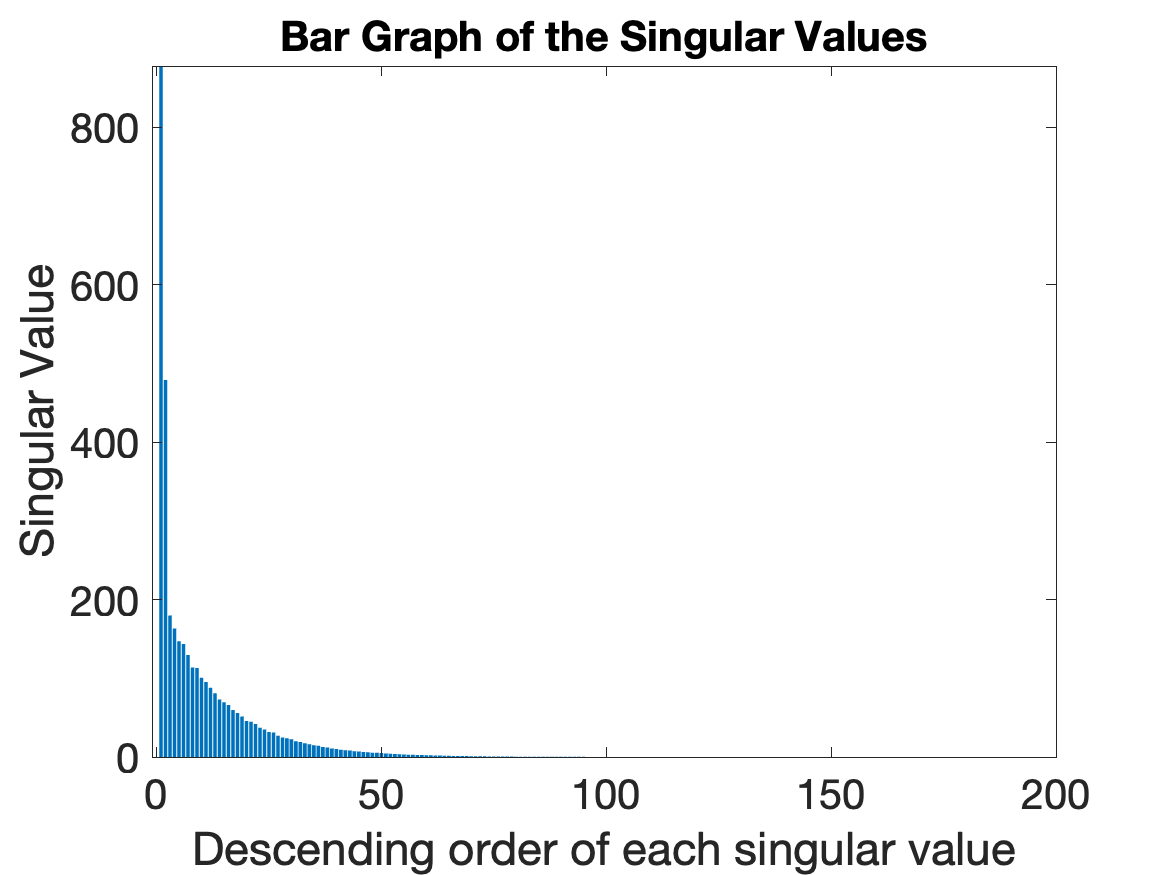 Bar Graph of the Singular Values
800
600
400
200
0
Singular Value
0 50 100 150 200
Descending order of each singular value